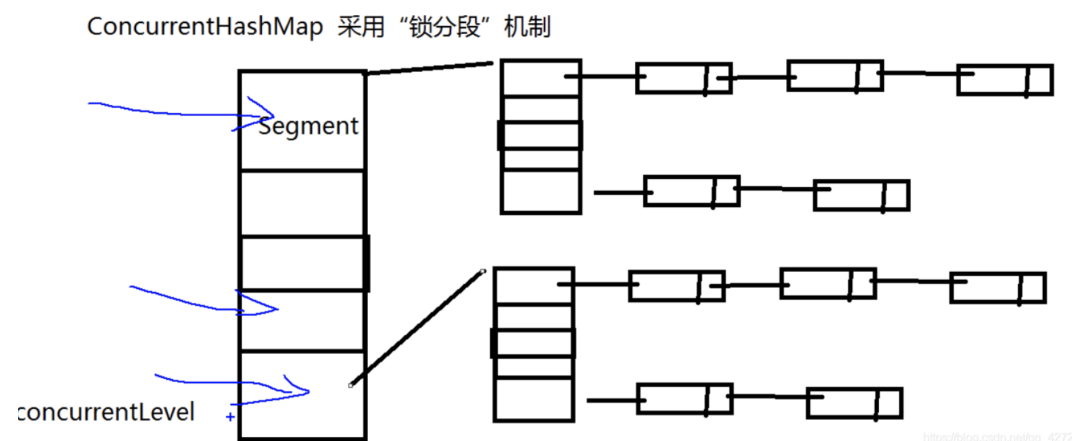 ConcurrentHashMap 采用“锁分段”机制
Segment
concurrentLevel